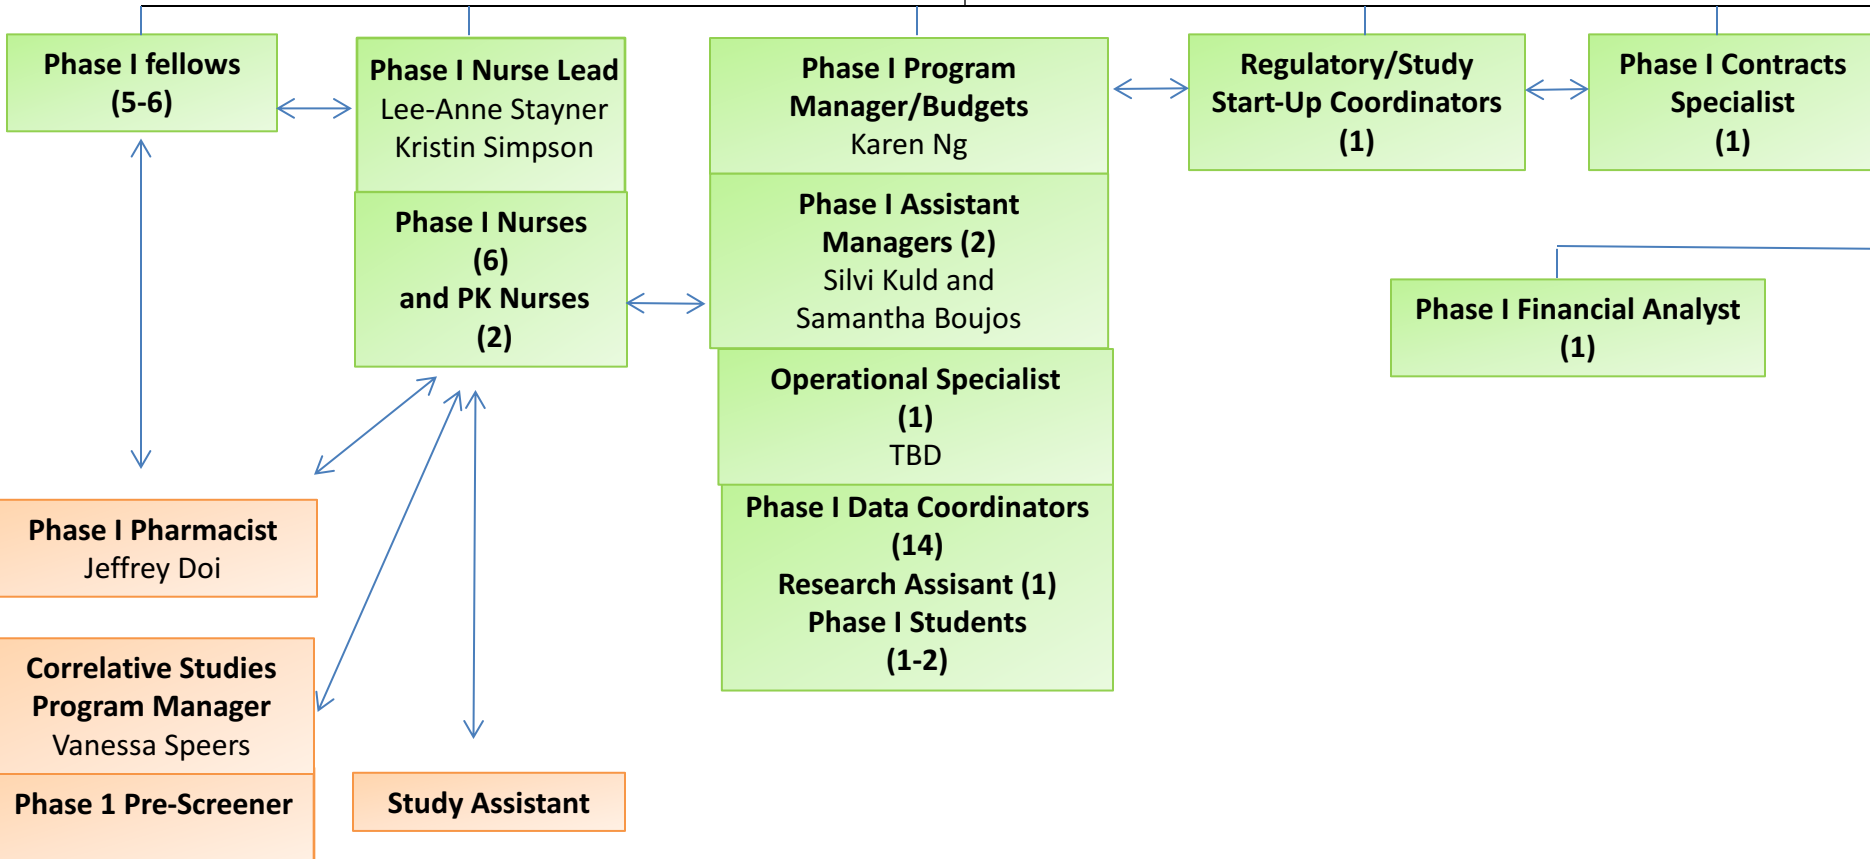 Phase I fellows
(5-6)
Phase I Nurse Lead
Lee-Anne Stayner
Kristin Simpson
Phase I Nurses
(6)
and PK Nurses
(2)
Phase I Program
Manager/Budgets
Karen Ng
Phase I Assistant
Managers (2)
Silvi Kuld and
Samantha Boujos
Operational Specialist
(1)
TBD
Phase I Data Coordinators
(14)
Research Assisant (1)
Phase I Students
(1-2)
Regulatory/Study
Start-Up Coordinators
(1)
Phase I Contracts
Specialist
(1)
Phase I Financial Analyst
(1)
Phase I Pharmacist
Jeffrey Doi
Correlative Studies
Program Manager
Vanessa Speers
Phase 1 Pre-Screener
Study Assistant